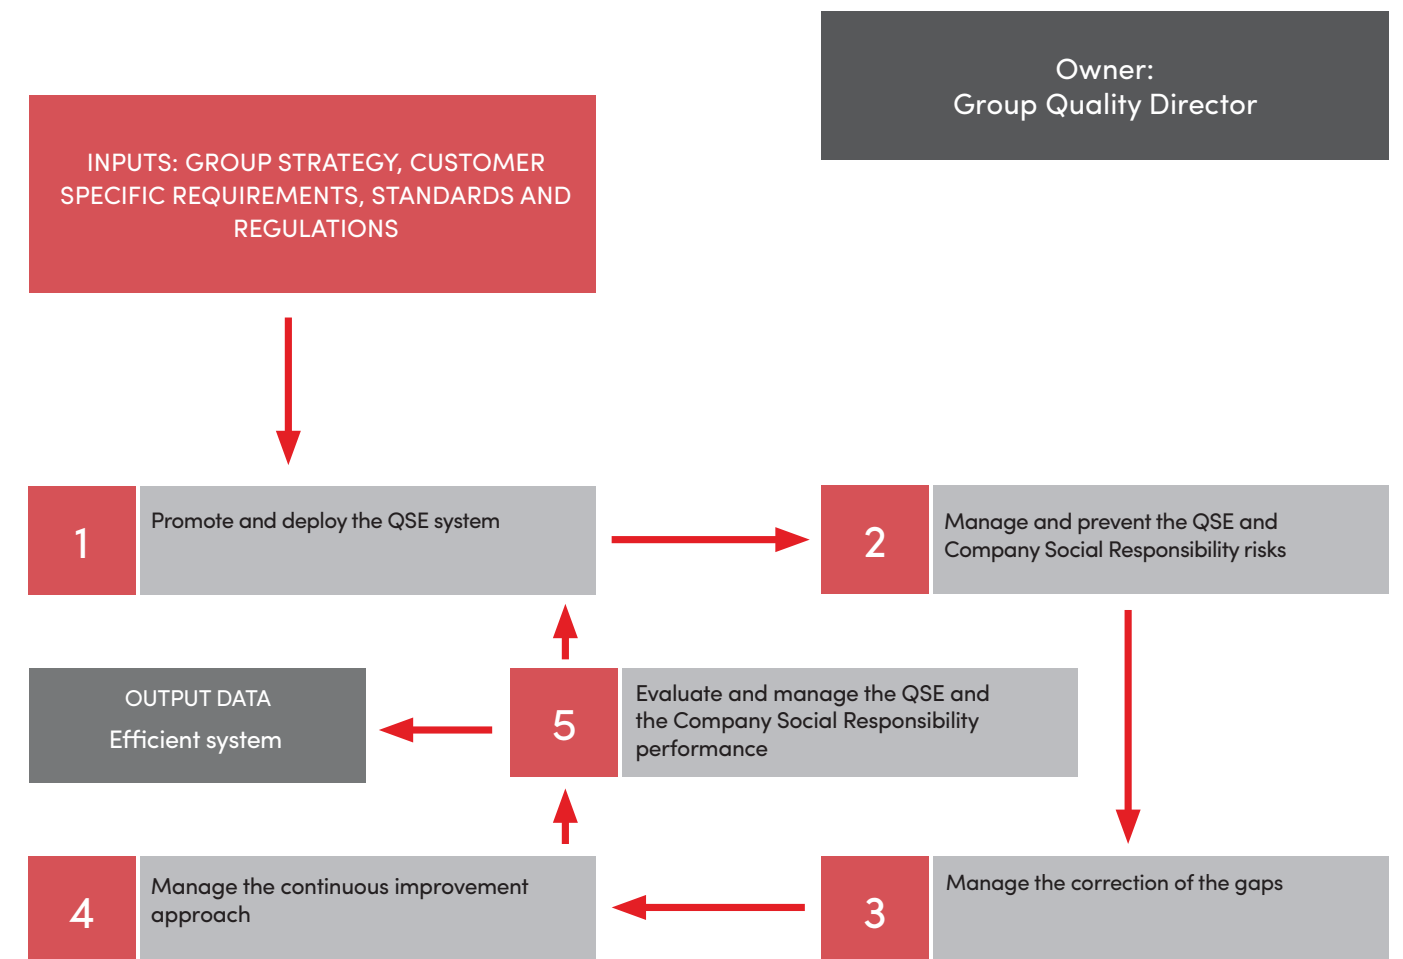 Owner:
Group Quality Director
INPUTS: GROUP STRATEGY, CUSTOMER
SPECIFIC REQUIREMENTS, STANDARDS AND
REGULATIONS
1
Promote and deploy the QSE system
2
Manage and prevent the QSE and
Company Social Responsibility risks
OUTPUT DATA
Efficient system
5
Evaluate and manage the QSE and
the Company Social Responsibility
performance
4
Manage the continuous improvement
approach
3
Manage the correction of the gaps